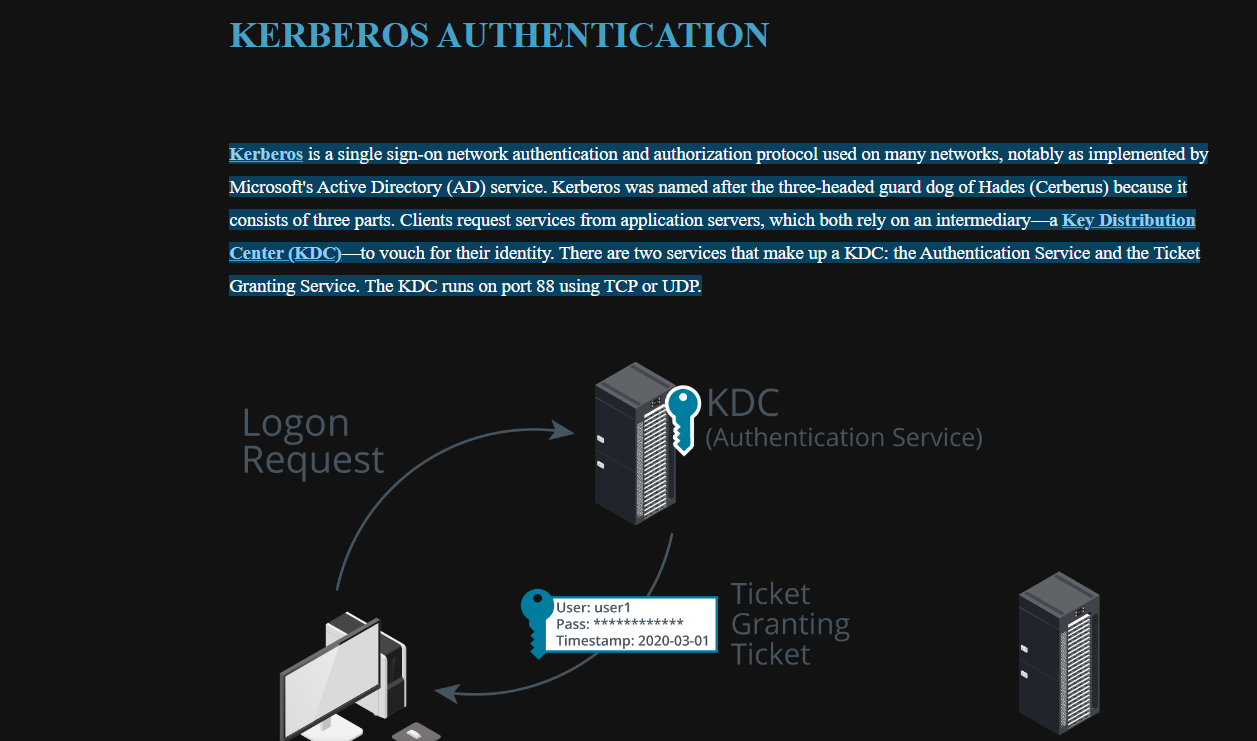 KERBEROS AUTHENTICATION
Kerberos is a single sign-on network authentication and authorization protocol used on many networks, notably as implemented by
Microsoft's Active Directory (AD) service. Kerberos was named after the three-headed guard dog of Hades (Cerberus) because it
consists of three parts. Clients request services from application servers, which both rely on an intermediary—a Key Distribution
Center (KDC)—to vouch for their identity. There are two services that make up a KDC: the Authentication Service and the Ticket
Granting Service. The KDC runs on port 88 using TCP or UDP.
Logon
Request
KDC
(Authentication Service)
User: user1
Pass: ************
Timestamp: 2020-03-01
Ticket
Granting
Ticket